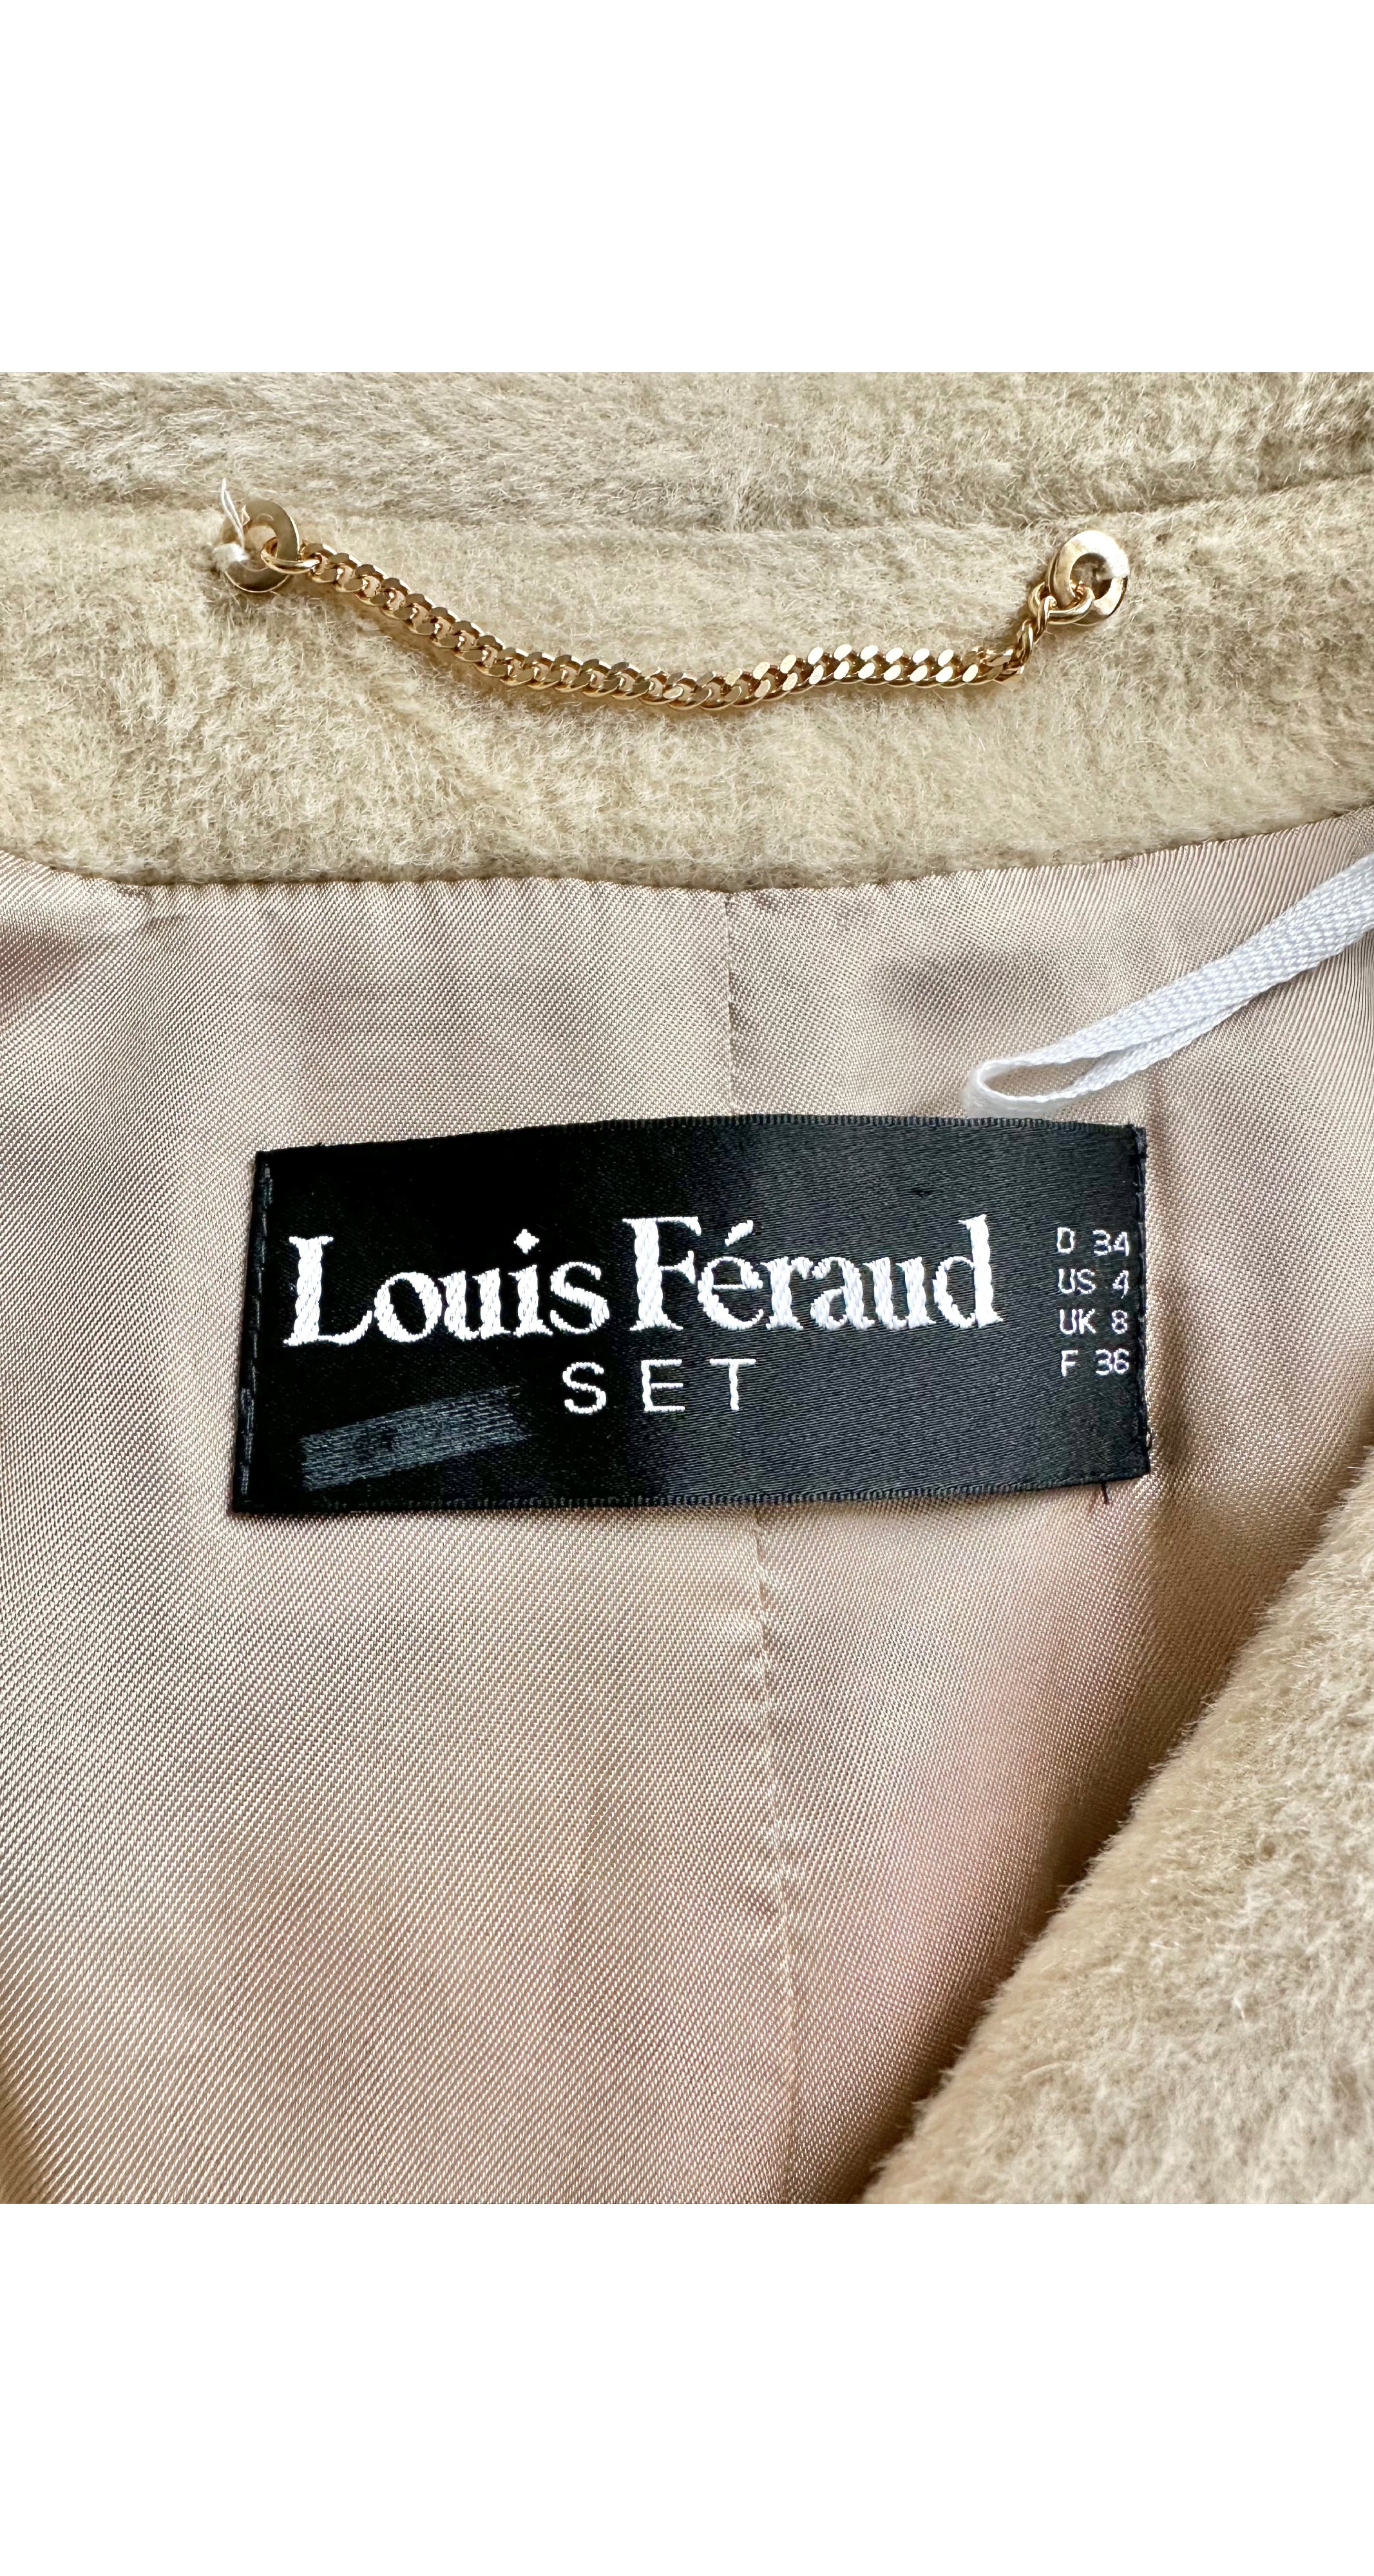 Louis Féraud
SET
D 34
US 4
UK 8
F 36